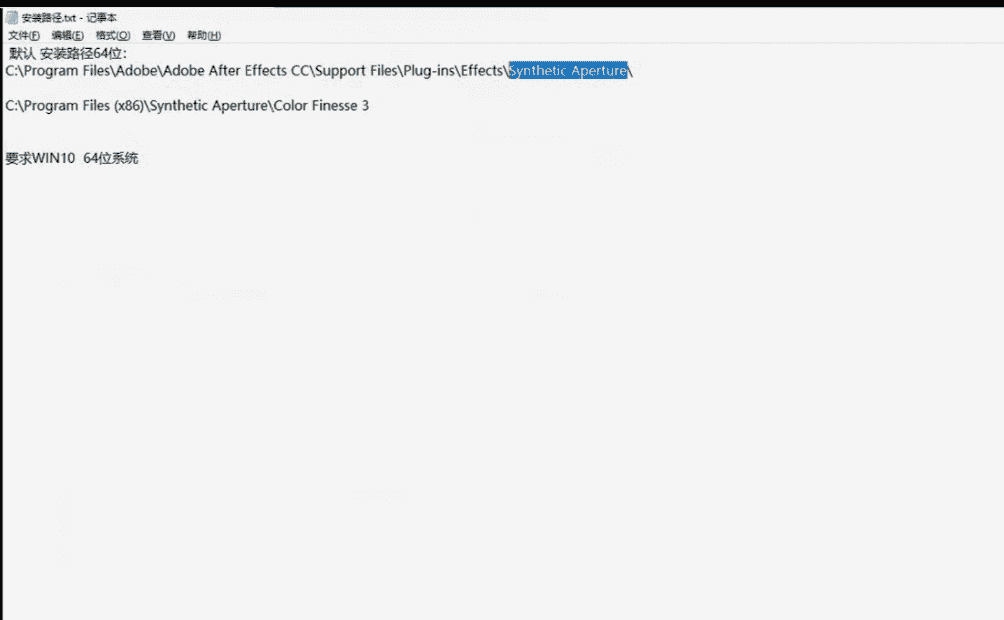 安装路径.txt - 记事本
文件(F) 编辑(E) 格式(O) 查看(V) 帮助(H)
默认 安装路径64位：
C:\Program Files\Adobe\Adobe After Effects CC\Support Files\Plug-ins\Effects\Synthetic Aperture\
C:\Program Files (x86)\Synthetic Aperture\Color Finesse 3
要求WIN10  64位系统